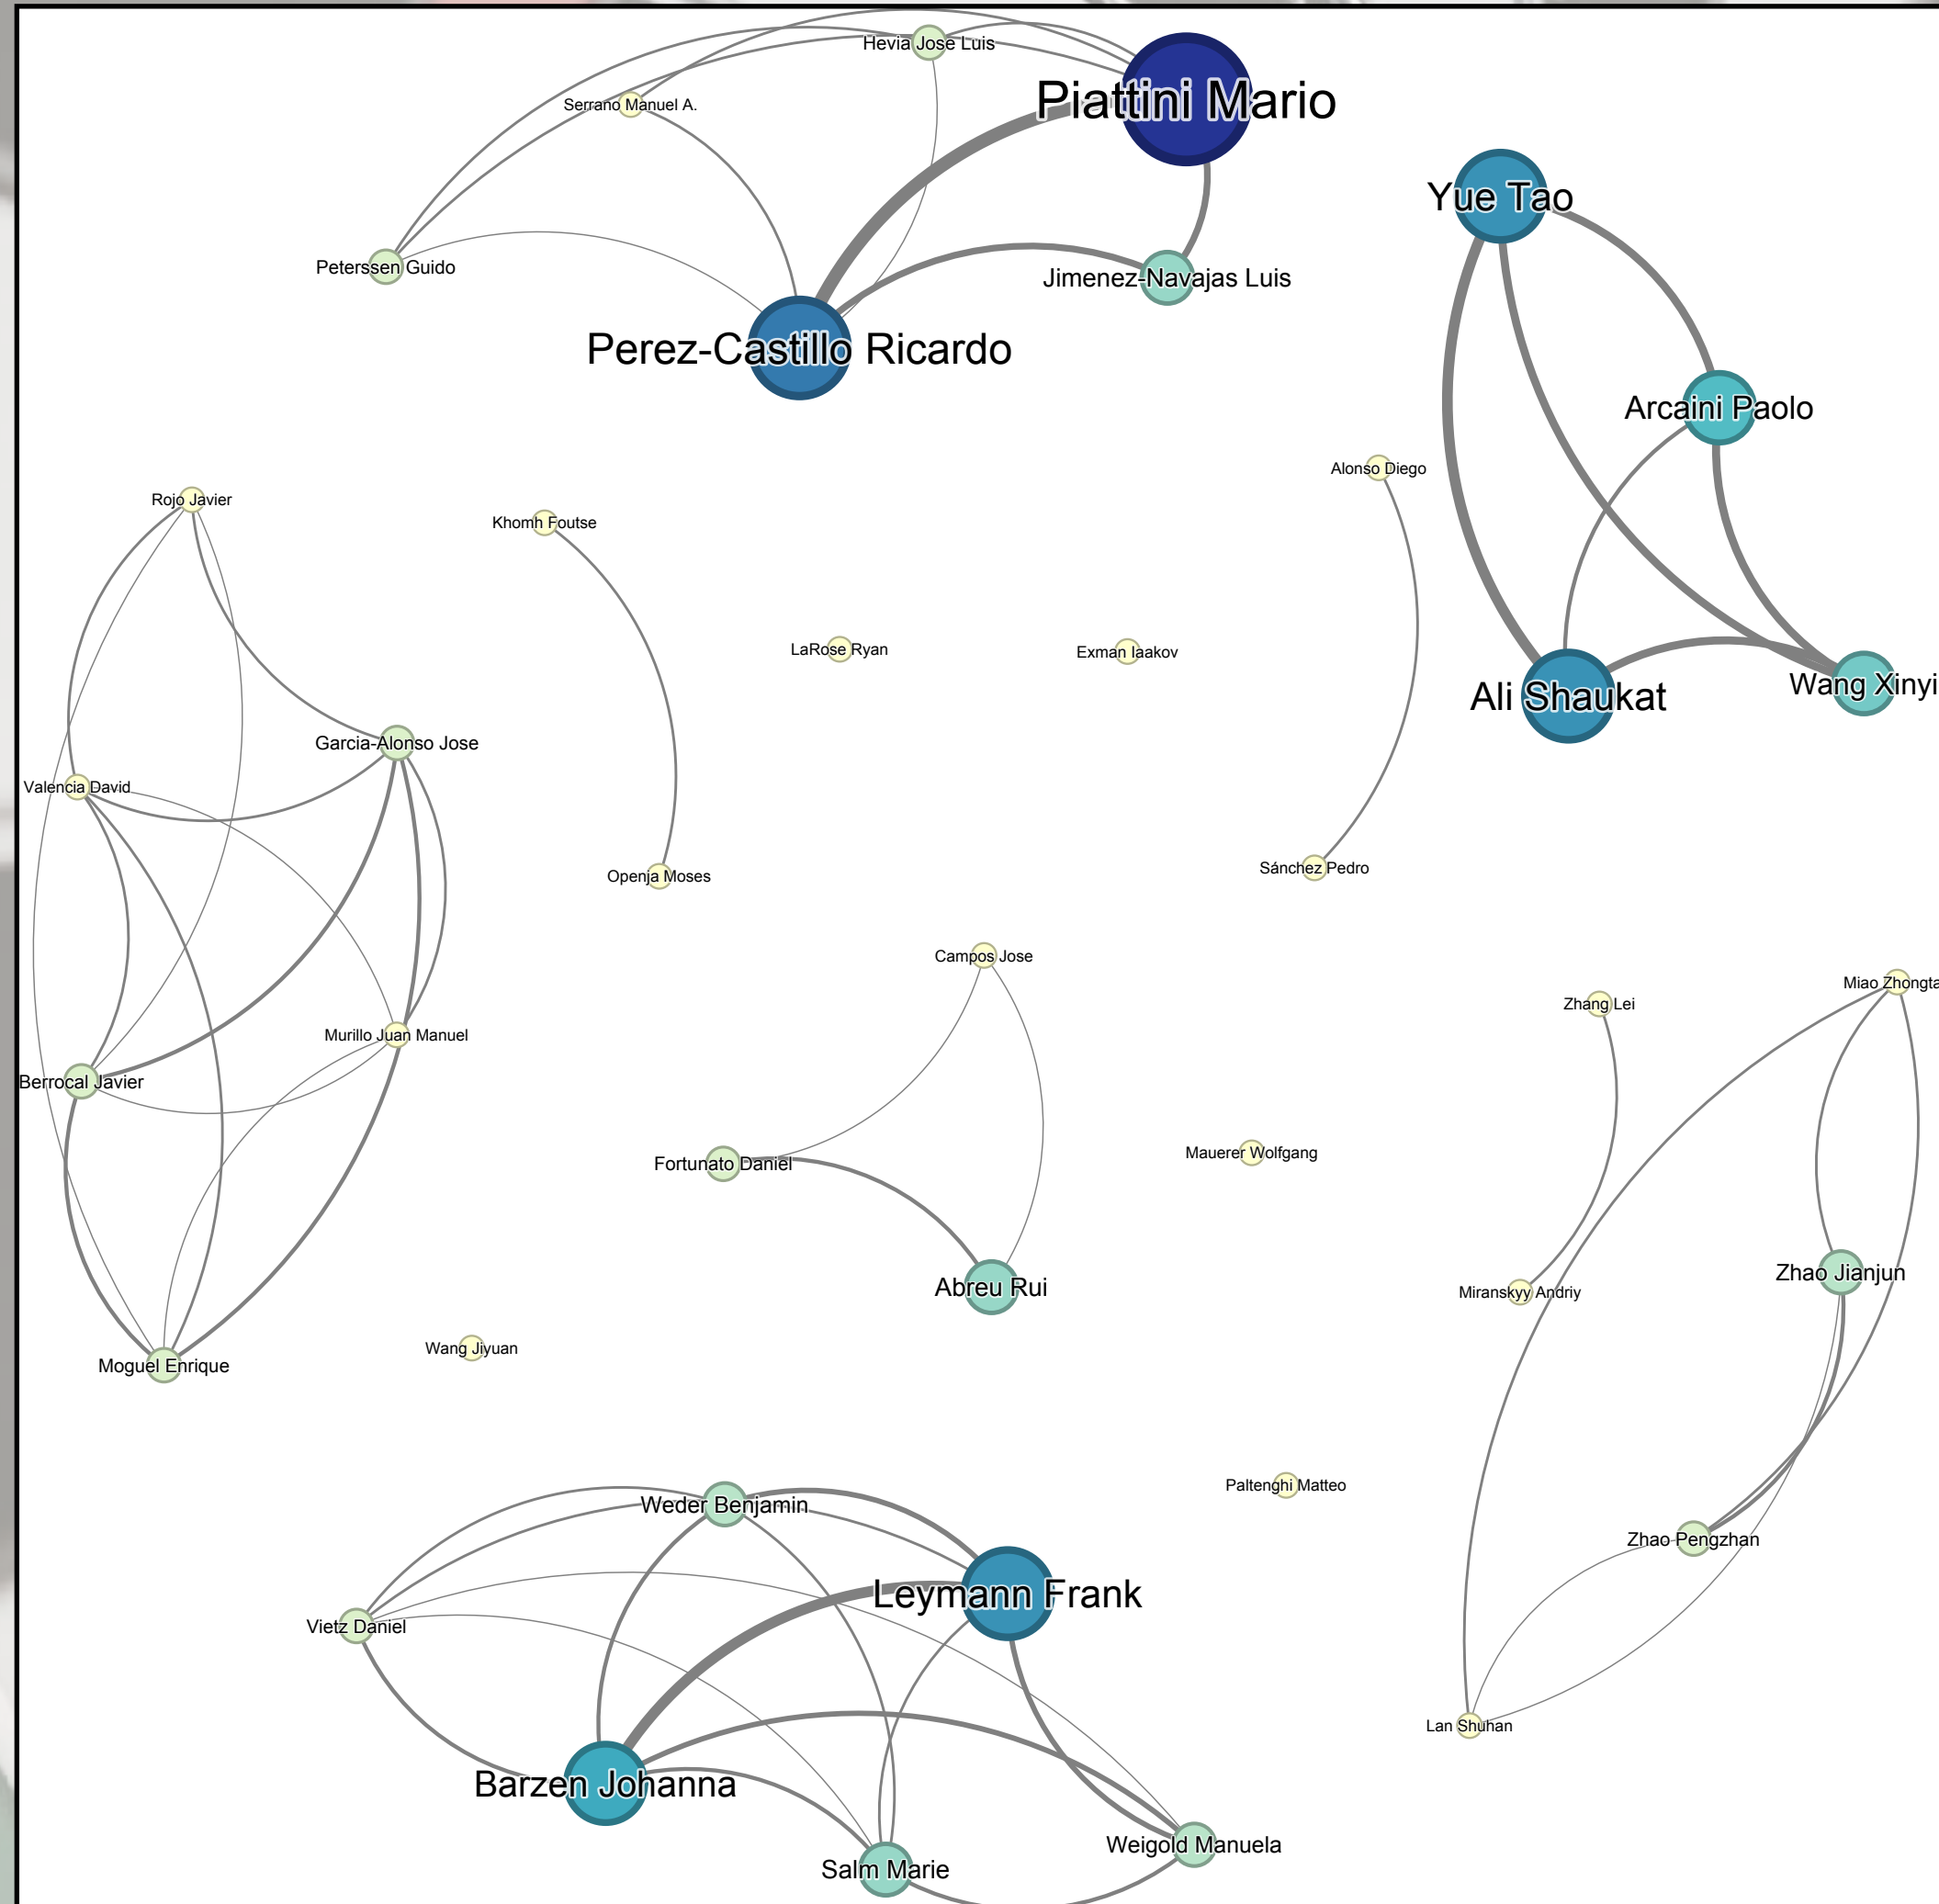 Hevia Jose Luis
Piattini Mario
Serrano Manuel A.
Yue Tao
Peterssen Guido
Jimenez-Navajas Luis
Perez-Castillo Ricardo
Arcaini Paolo
Alonso Diego
Rojo Javier
Khomh Foutse
LaRose Ryan
Exman Iaakov
Ali Shaukat
Wang Xinyi
Garcia-Alonso Jose
Valencia David
Sánchez Pedro
Openja Moses
Campos Jose
Miao Zhongta
Zhang Lei
Murillo Juan Manuel
Berrocal Javier
Mauerer Wolfgang
Fortunato Daniel
Zhao Jianjun
Abreu Rui
Miranskyy Andriy
Wang Jiyuan
Moguel Enrique
Paltenghi Matteo
Weder Benjamin
Zhao Pengzhan
Leymann Frank
Vietz Daniel
Lan Shuhan
Barzen Johanna
Weigold Manuela
Salm Marie